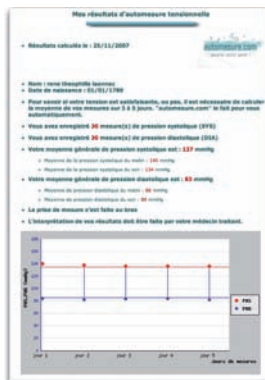 Mes résultats d'automesure tensionnelle
automesure.com
Résultats calculés le : 25/11/2007
Nom : rene theophile laennec
Date de naissance : 01/01/1789
Pour savoir si votre tension est satisfaisante, ou pas, il est nécessaire de calculer
la moyenne de vos mesures sur 3 à 5 jours. "automesure.com" le fait pour vous
automatiquement.
Vous avez enregistré 30 mesure(s) de pression systolique (SYS)
Vous avez enregistré 30 mesure(s) de pression diastolique (DIA)
Votre moyenne générale de pression systolique est : 137 mmHg
Moyenne de la pression systolique du matin : 140 mmHg
Moyenne de la pression systolique du soir : 134 mmHg
Votre moyenne générale de pression diastolique est : 83 mmHg
Moyenne de pression diastolique du matin : 86 mmHg
Moyenne de pression diastolique du soir : 80 mmHg
La prise de mesure s'est faite au bras
L'interprétation de vos résultats doit être faite par votre médecin traitant.
jour 1 jour 2 jour 3 jour 4 jour 5
Jours de mesures